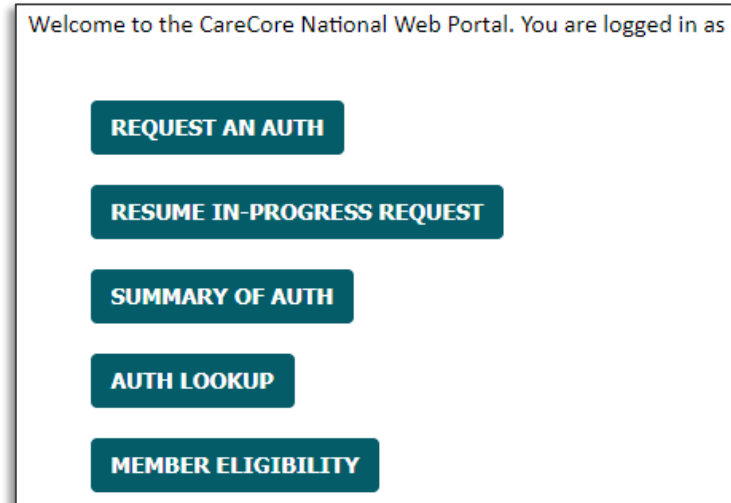 Welcome to the CareCore National Web Portal. You are logged in as
REQUEST AN AUTH
RESUME IN-PROGRESS REQUEST
SUMMARY OF AUTH
AUTH LOOKUP
MEMBER ELIGIBILITY